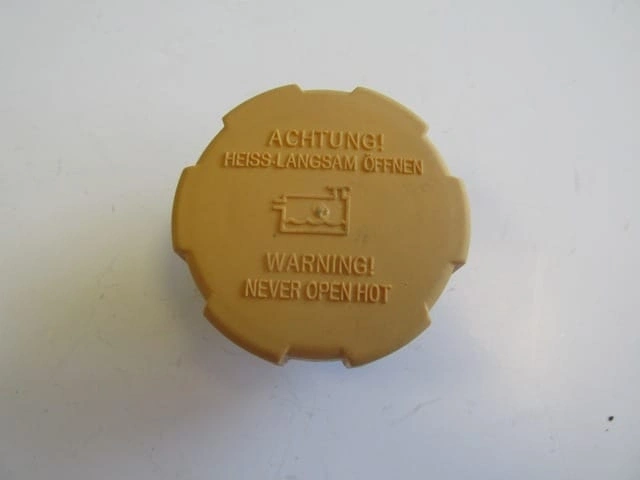 ACHTUNG!
HEISS-LANGSAM ÖFFNEN
WARNING!
NEVER OPEN HOT